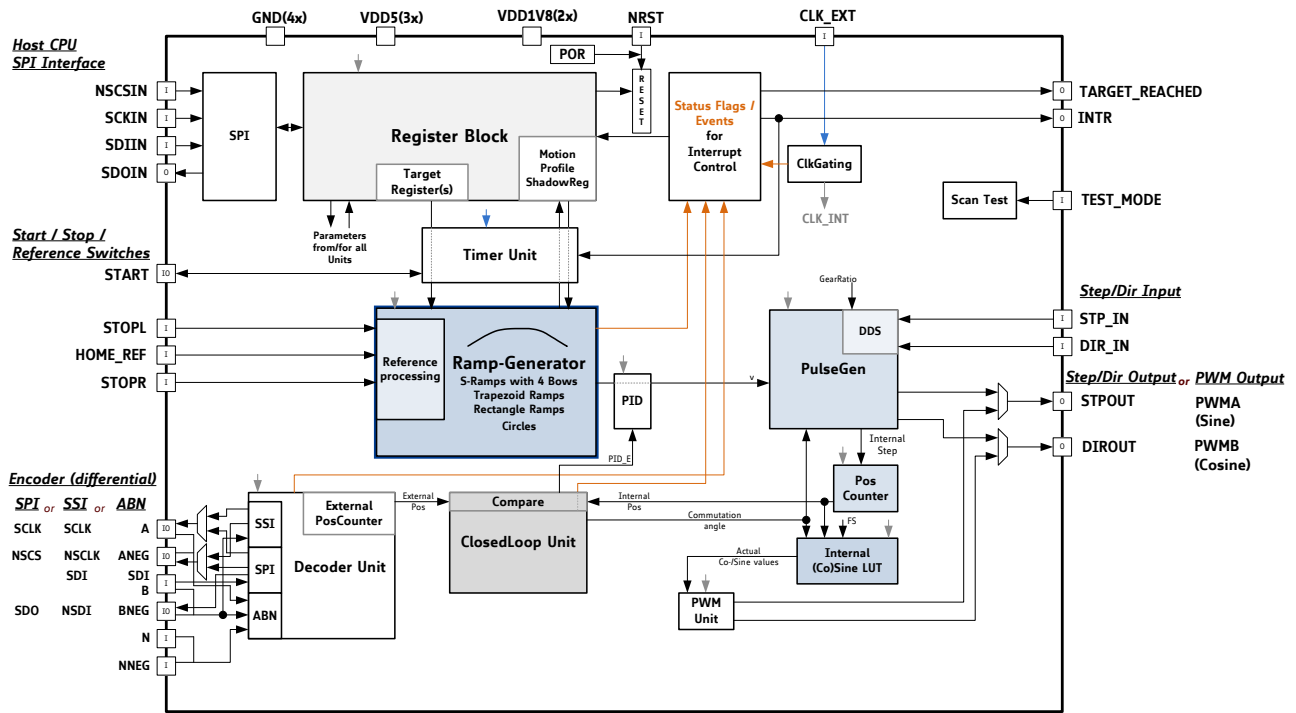 GND(4x)
VDD5(3x)
VDD1V8(2x)
NRST
CLK_EXT
Host CPU
SPI Interface
NSCSIN
SCKIN
SDIIN
SDOIN
I
I
I
O
I
I
SPI
Register Block
Target
Register(s)
Motion
Profile
ShadowReg
POR
R
E
S
E
T
Status Flags /
Events
for
Interrupt
Control
ClkGating
CLK_INT
O
TARGET_REACHED
O
INTR
Scan Test
I
TEST_MODE
Parameters
from/for all
Units
Start / Stop /
Reference Switches
START
IO
Timer Unit
STOPL
I
HOME_REF
I
STOPR
I
Reference
processing
Ramp-Generator
S-Ramps with 4 Bows
Trapezoid Ramps
Rectangle Ramps
Circles
PID
PID_E
v
GearRatio
DDS
PulseGen
Step/Dir Input
I
STP_IN
I
DIR_IN
Step/Dir Output or PWM Output
O
STPOUT
PWMA
(Sine)
O
DIROUT
PWMB
(Cosine)
Internal
Step
Pos
Counter
Encoder (differential)
SPI or SSI or ABN
SCLK
SCLK
A
IO
NSCS
NSCLK
ANEG
IO
SDI
SDI
I
B
SDO
NSDI
BNEG
IO
N
I
NNEG
I
SSI
SPI
ABN
External
PosCounter
Decoder Unit
External
Pos
Compare
ClosedLoop Unit
Internal
Pos
Commutation
angle
FS
Internal
(Co)Sine LUT
Actual
Co-/Sine values
PWM
Unit